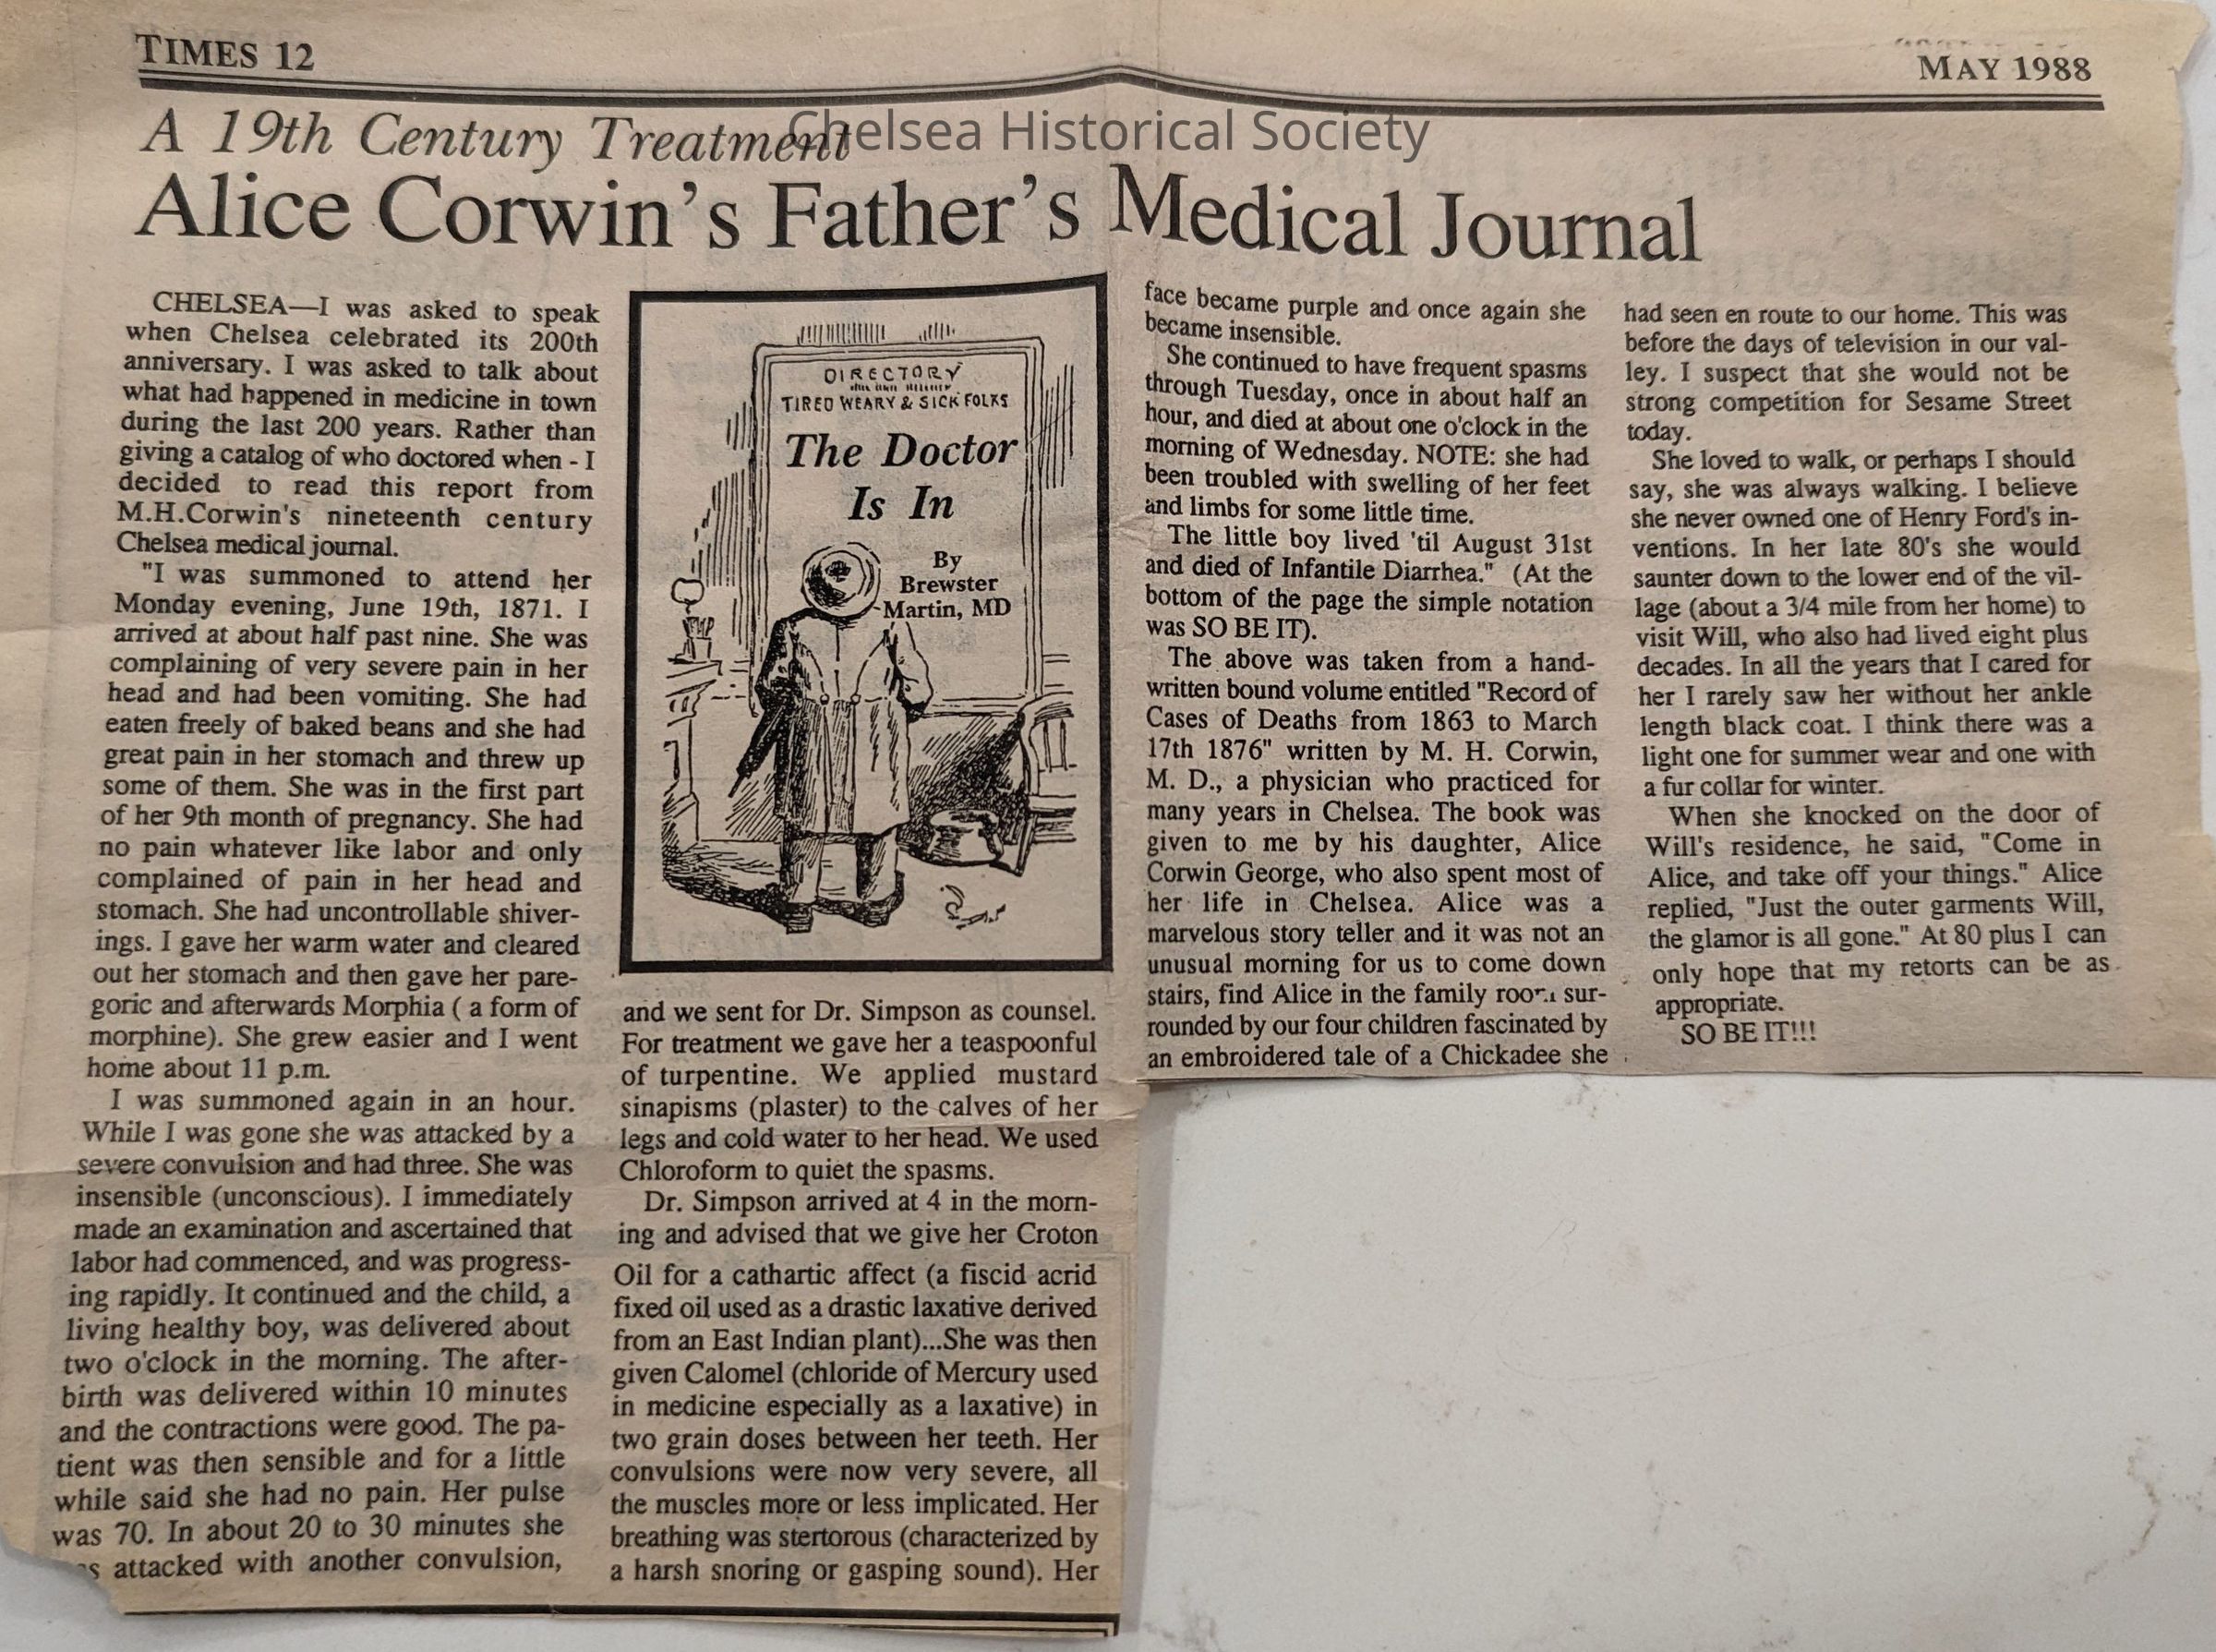 TIMES 12
MAY 1988
Chelsea Historical Society
A 19th Century Treatment
Alice Corwin's Father's Medical Journal
CHELSEA—I was asked to speak
when Chelsea celebrated its 200th
anniversary. I was asked to talk about
what had happened in medicine in town
during the last 200 years. Rather than
giving a catalog of who doctored when - I
decided to read this report from
M.H.Corwin's nineteenth century
Chelsea medical journal.
"I was summoned to attend her
Monday evening, June 19th, 1871. I
arrived at about half past nine. She was
complaining of very severe pain in her
head and had been vomiting. She had
eaten freely of baked beans and she had
great pain in her stomach and threw up
some of them. She was in the first part
of her 9th month of pregnancy. She had
no pain whatever like labor and only
complained of pain in her head and
stomach. She had uncontrollable shiver-
ings. I gave her warm water and cleared
out her stomach and then gave her pare-
goric and afterwards Morphia ( a form of
morphine). She grew easier and I went
home about 11 p.m.
I was summoned again in an hour.
While I was gone she was attacked by a
severe convulsion and had three. She was
insensible (unconscious). I immediately
made an examination and ascertained that
labor had commenced, and was progress-
ing rapidly. It continued and the child, a
living healthy boy, was delivered about
two o'clock in the morning. The after-
birth was delivered within 10 minutes
and the contractions were good. The pa-
tient was then sensible and for a little
while said she had no pain. Her pulse
was 70. In about 20 to 30 minutes she
attacked with another convulsion,
DIRECTORY
TIRED WEARY & SICK FOLKS
The Doctor
Is In
By
Brewster
Martin, MD
and we sent for Dr. Simpson as counsel.
For treatment we gave her a teaspoonful
of turpentine. We applied mustard
sinapisms (plaster) to the calves of her
legs and cold water to her head. We used
Chloroform to quiet the spasms.
Dr. Simpson arrived at 4 in the morn-
ing and advised that we give her Croton
Oil for a cathartic affect (a fiscid acrid
fixed oil used as a drastic laxative derived
from an East Indian plant)...She was then
given Calomel (chloride of Mercury used
in medicine especially as a laxative) in
two grain doses between her teeth. Her
convulsions were now very severe, all
the muscles more or less implicated. Her
breathing was stertorous (characterized by
a harsh snoring or gasping sound). Her
face became purple and once again she
became insensible.
She continued to have frequent spasms
through Tuesday, once in about half an
hour, and died at about one o'clock in the
morning of Wednesday. NOTE: she had
been troubled with swelling of her feet
and limbs for some little time.
The little boy lived 'til August 31st
and died of Infantile Diarrhea." (At the
bottom of the page the simple notation
was SO BE IT).
The above was taken from a hand-
written bound volume entitled "Record of
Cases of Deaths from 1863 to March
17th 1876" written by M. H. Corwin,
M. D., a physician who practiced for
many years in Chelsea. The book was
given to me by his daughter, Alice
Corwin George, who also spent most of
her life in Chelsea. Alice was a
marvelous story teller and it was not an
unusual morning for us to come down
stairs, find Alice in the family room sur-
rounded by our four children fascinated by
an embroidered tale of a Chickadee she
had seen en route to our home. This was
before the days of television in our val-
ley. I suspect that she would not be
strong competition for Sesame Street
today.
She loved to walk, or perhaps I should
say, she was always walking. I believe
she never owned one of Henry Ford's in-
ventions. In her late 80's she would
saunter down to the lower end of the vil-
lage (about a 3/4 mile from her home) to
visit Will, who also had lived eight plus
decades. In all the years that I cared for
her I rarely saw her without her ankle
length black coat. I think there was a
light one for summer wear and one with
a fur collar for winter.
When she knocked on the door of
Will's residence, he said, "Come in
Alice, and take off your things." Alice
replied, "Just the outer garments Will,
the glamor is all gone." At 80 plus I can
only hope that my retorts can be as
appropriate.
SO BE IT!!!